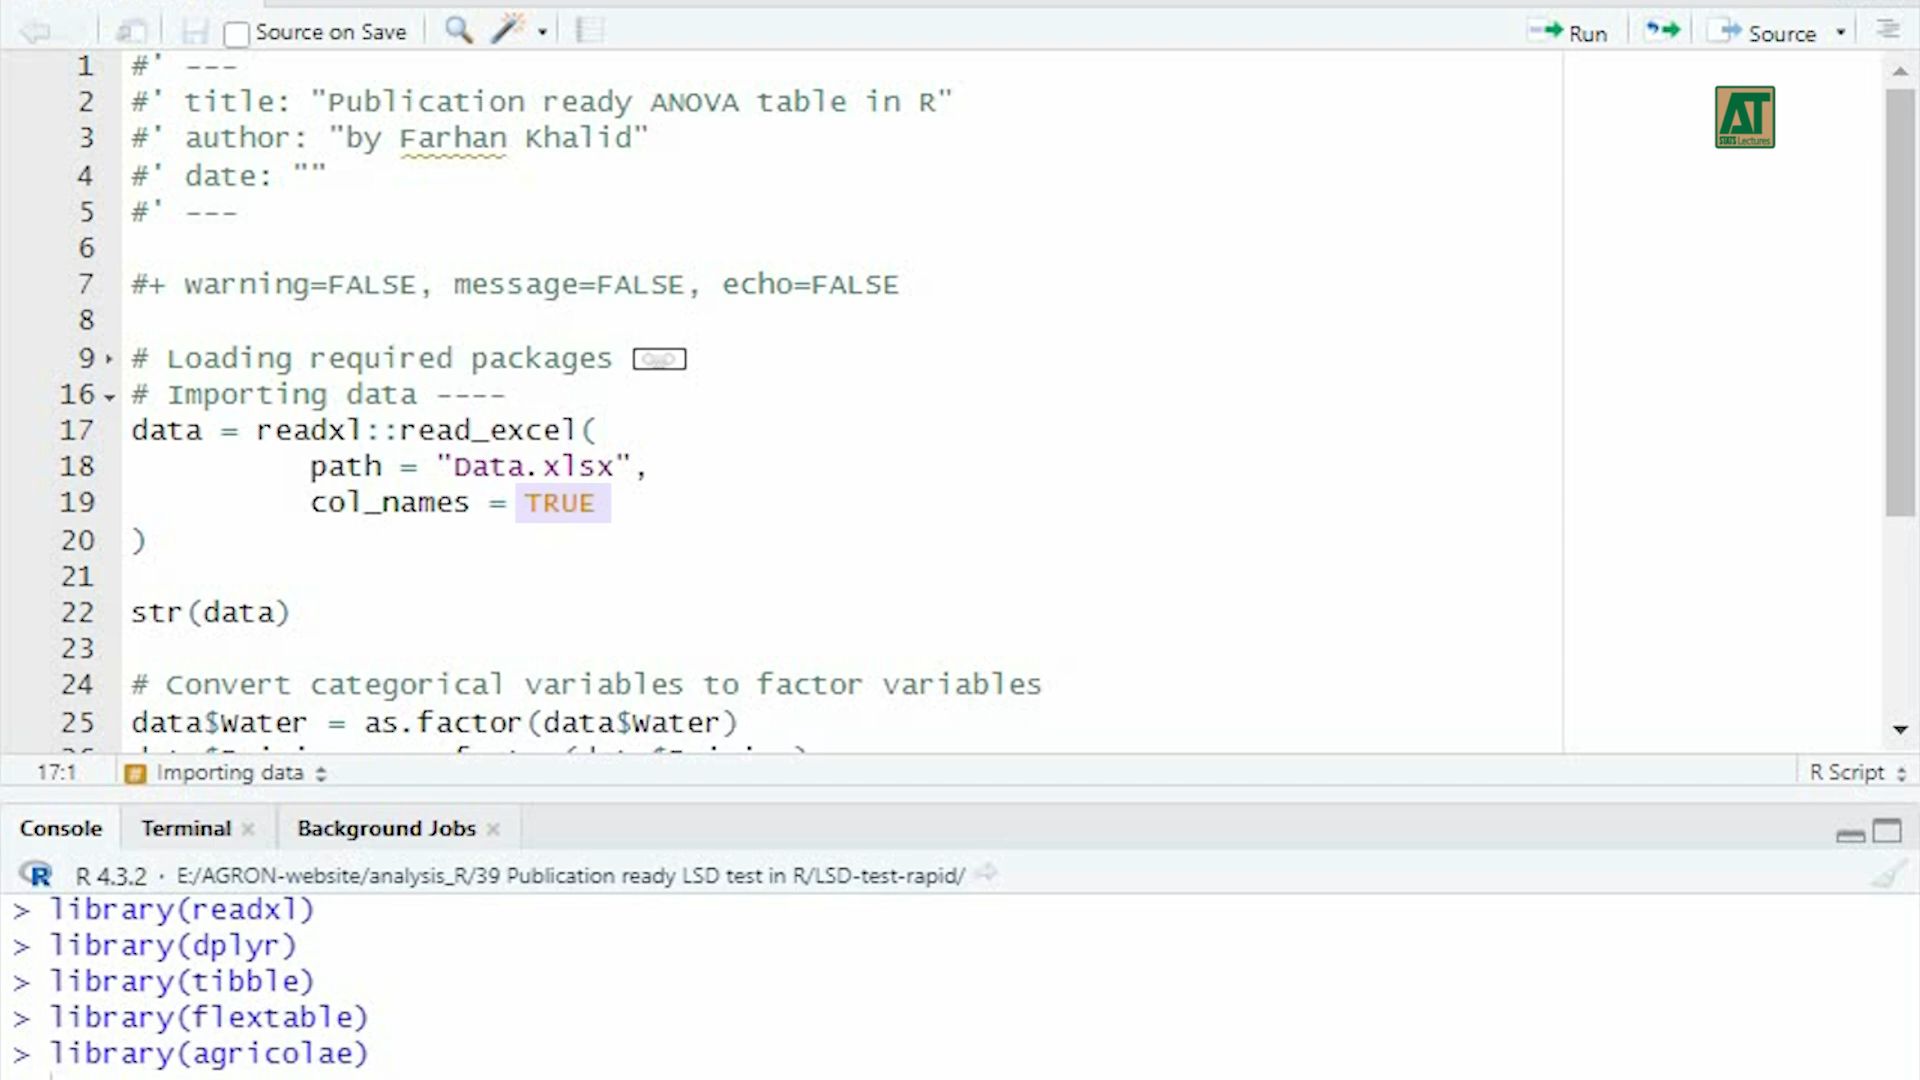 Source on Save Run Source
1 #' ---
2 #' title: "Publication ready ANOVA table in R"
3 #' author: "by Farhan Khalid"
4 #' date: ""
5 #' ---
6
7 #+ warning=FALSE, message=FALSE, echo=FALSE
8
9 # Loading required packages
16 # Importing data ----
17 data = readxl::read_excel(
18 path = "Data.xlsx",
19 col_names = TRUE
20 )
21
22 str(data)
23
24 # Convert categorical variables to factor variables
25 data$Water = as.factor(data$Water)
17:1 # Importing data R Script
Console Terminal Background Jobs
R 4.3.2 · E:/AGRON-website/analysis_R/39 Publication ready LSD test in R/LSD-test-rapid/
> library(readxl)
> library(dplyr)
> library(tibble)
> library(flextable)
> library(agricolae)
AT
Lectures